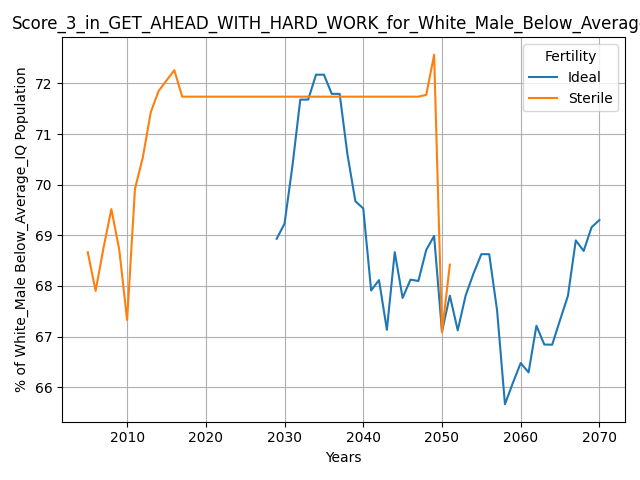 Score_3_in_GET_AHEAD_WITH_HARD_WORK_for_White_Male_Below_Average
Fertility
Ideal
Sterile
% of White_Male Below_Average_IQ Population
72
71
70
69
68
67
66
2010 2020 2030 2040 2050 2060 2070
Years